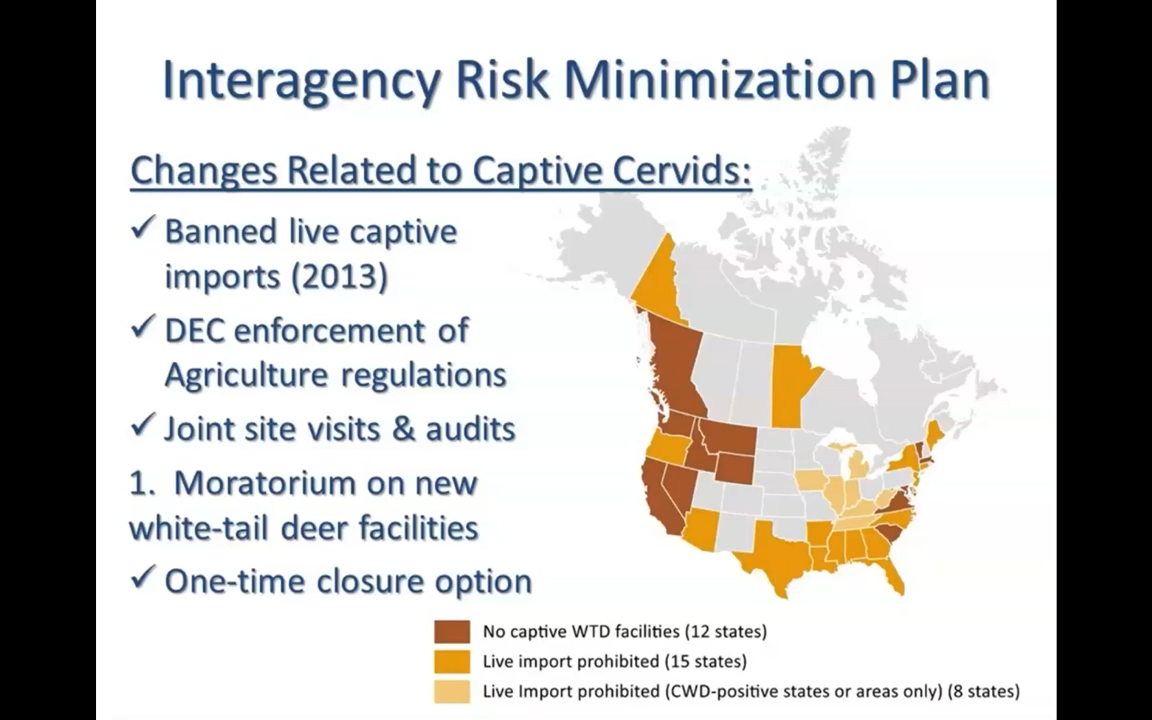 Interagency Risk Minimization Plan
Changes Related to Captive Cervids:
✓ Banned live captive
imports (2013)
✓ DEC enforcement of
Agriculture regulations
✓ Joint site visits & audits
1. Moratorium on new
white-tail deer facilities
✓ One-time closure option
No captive WTD facilities (12 states)
Live import prohibited (15 states)
Live Import prohibited (CWD-positive states or areas only) (8 states)